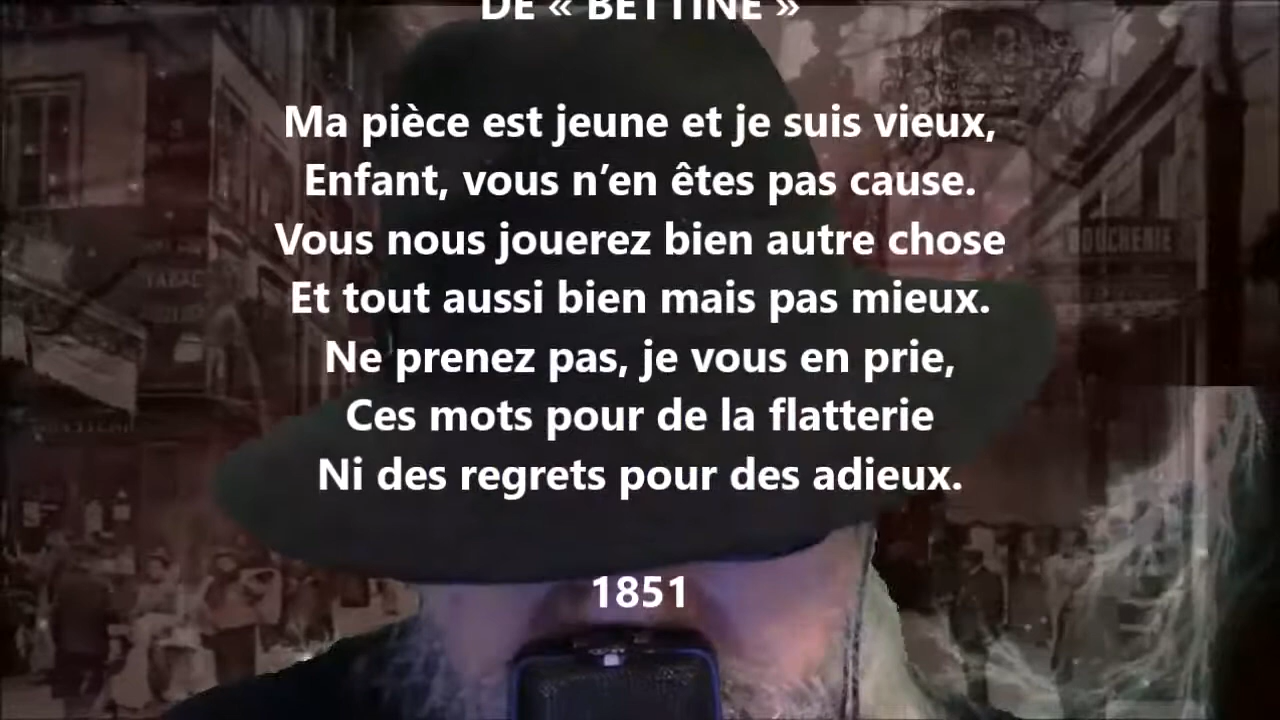 DE « BETTINE »
Ma pièce est jeune et je suis vieux,
Enfant, vous n’en êtes pas cause.
Vous nous jouerez bien autre chose
Et tout aussi bien mais pas mieux.
Ne prenez pas, je vous en prie,
Ces mots pour de la flatterie
Ni des regrets pour des adieux.
1851
TABAC
BOUCHERIE